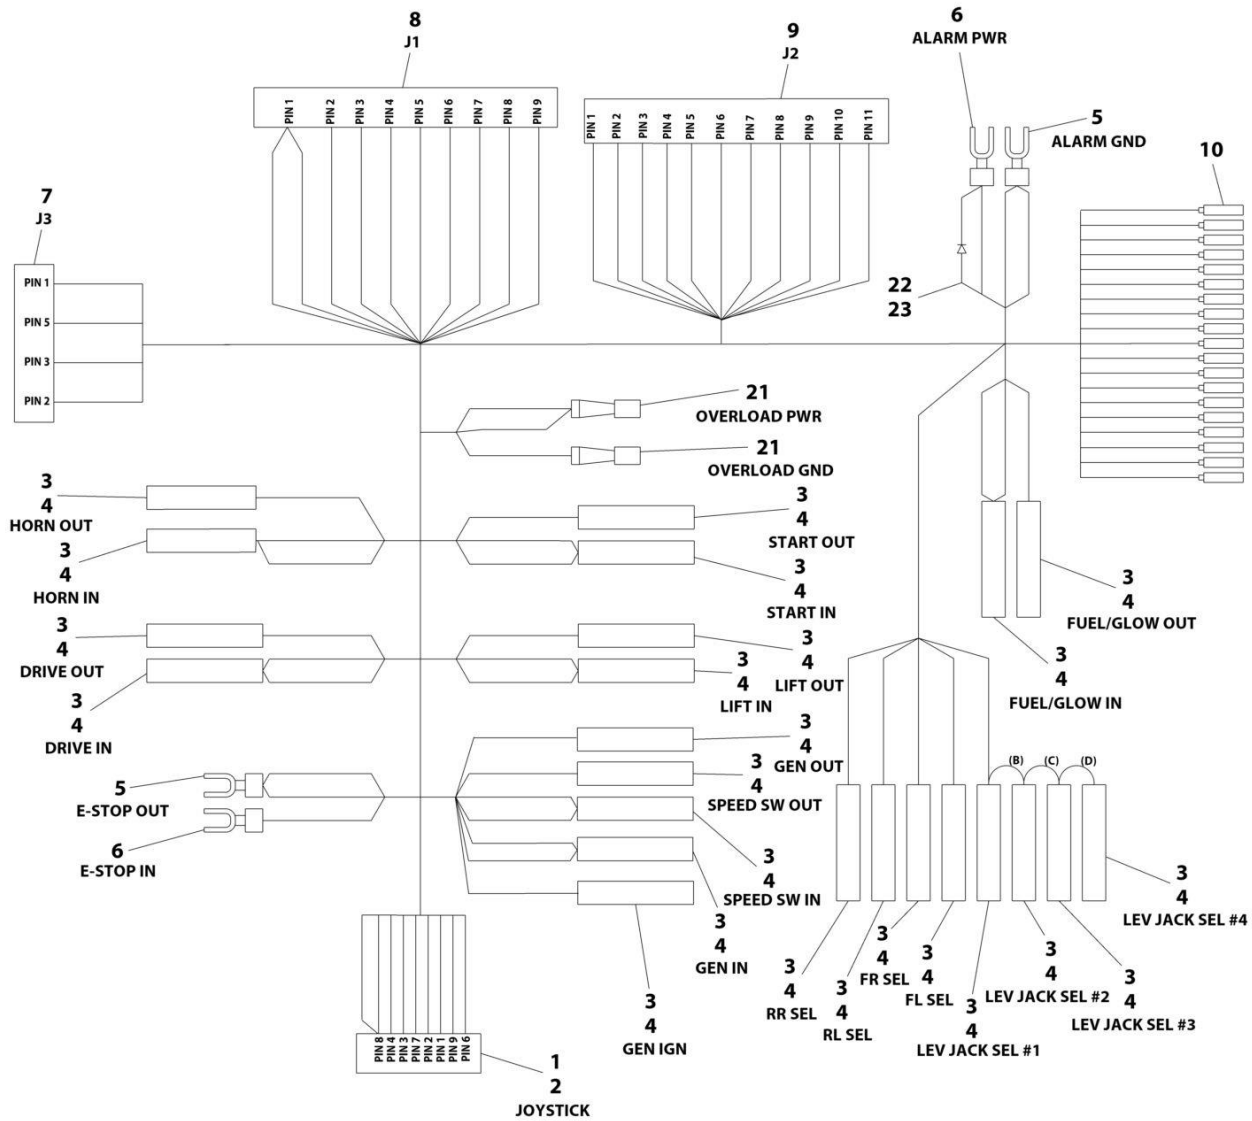 8
J1
9
J2
6
ALARM PWR
5
ALARM GND
10
7
J3
PIN 1
PIN 2
PIN 3
PIN 4
PIN 5
PIN 6
PIN 7
PIN 8
PIN 9
PIN 1
PIN 2
PIN 3
PIN 4
PIN 5
PIN 6
PIN 7
PIN 8
PIN 9
PIN 10
PIN 11
PIN 1
PIN 5
PIN 3
PIN 2
22
23
21
OVERLOAD PWR
21
OVERLOAD GND
3
4
HORN OUT
3
4
HORN IN
3
4
START OUT
3
4
START IN
3
4
DRIVE OUT
3
4
DRIVE IN
3
4
LIFT OUT
3
4
LIFT IN
3
4
FUEL/GLOW OUT
3
4
FUEL/GLOW IN
5
E-STOP OUT
6
E-STOP IN
3
4
GEN OUT
3
4
SPEED SW OUT
3
4
SPEED SW IN
3
4
GEN IN
3
4
GEN IGN
(B)
(C)
(D)
3
4
RR SEL
3
4
RL SEL
3
4
FR SEL
3
4
FL SEL
3
4
LEV JACK SEL #1
3
4
LEV JACK SEL #2
3
4
LEV JACK SEL #3
3
4
LEV JACK SEL #4
PIN 8
PIN 4
PIN 3
PIN 7
PIN 2
PIN 1
PIN 9
PIN 6
1
2
JOYSTICK